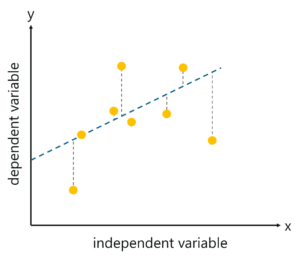 y
dependent variable
x
independent variable